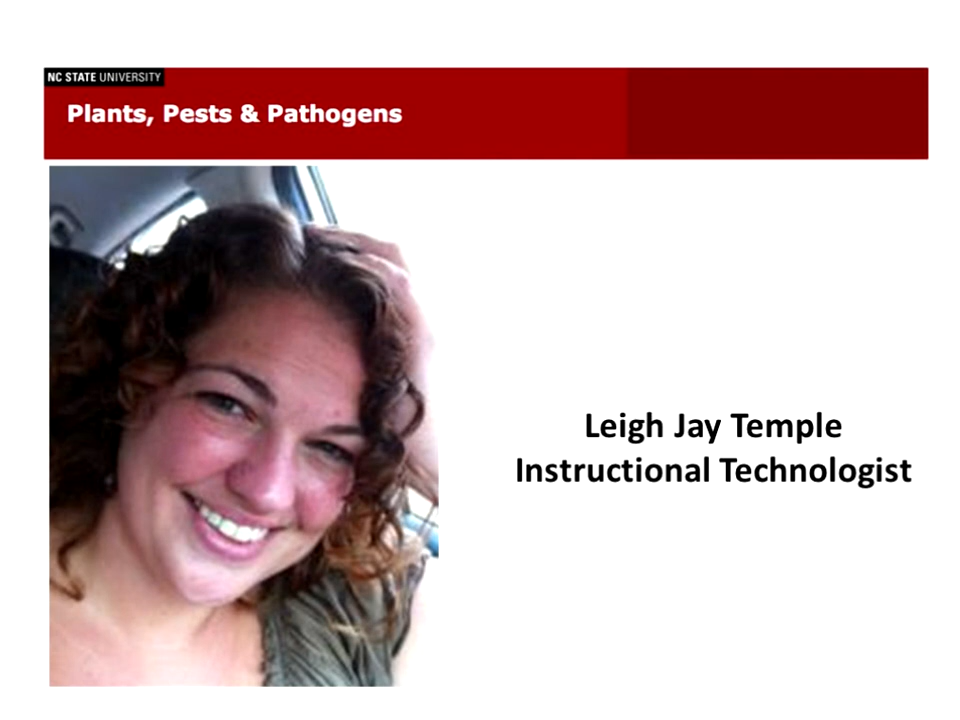 NC STATE UNIVERSITY
Plants, Pests & Pathogens
Leigh Jay Temple
Instructional Technologist